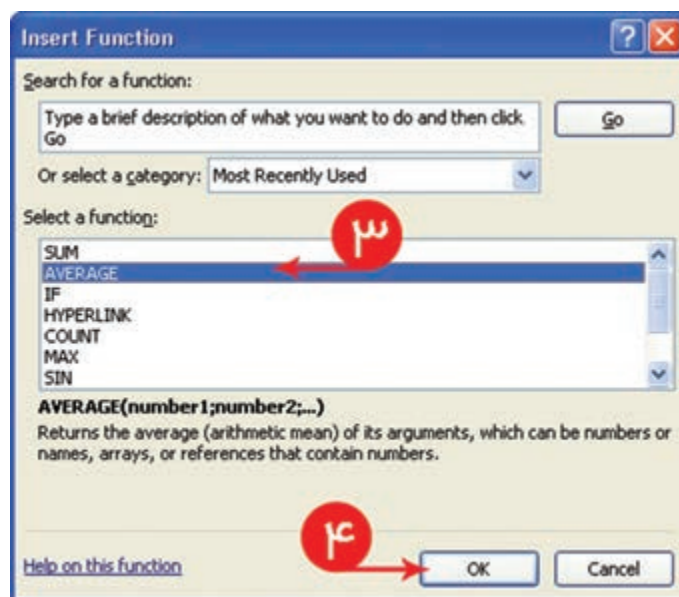 Insert Function
Search for a function:
Type a brief description of what you want to do and then click
Go
Go
Or select a category: Most Recently Used
Select a function:
۳
SUM
AVERAGE
IF
HYPERLINK
COUNT
MAX
SIN
AVERAGE(number1;number2;...)
Returns the average (arithmetic mean) of its arguments, which can be numbers or
names, arrays, or references that contain numbers.
۴
Help on this function
OK
Cancel